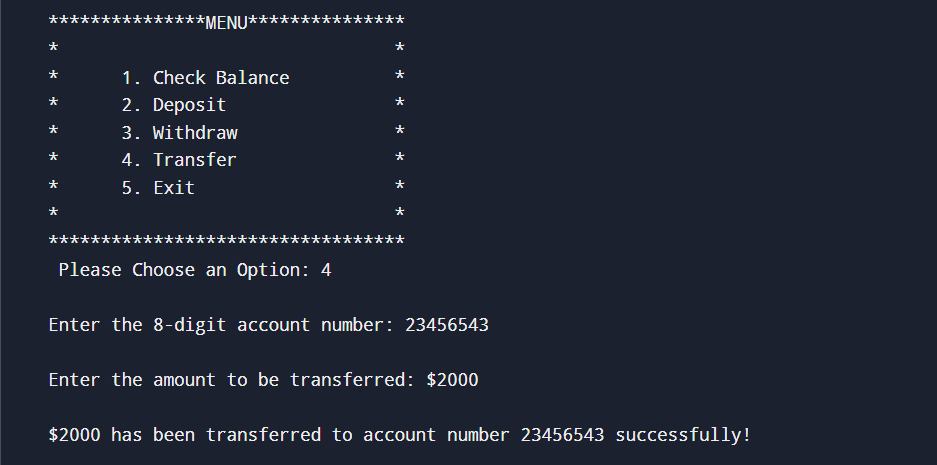 ***************MENU***************
*                                *
*      1. Check Balance          *
*      2. Deposit                *
*      3. Withdraw               *
*      4. Transfer               *
*      5. Exit                   *
*                                *
**********************************
 Please Choose an Option: 4
Enter the 8-digit account number: 23456543
Enter the amount to be transferred: $2000
$2000 has been transferred to account number 23456543 successfully!